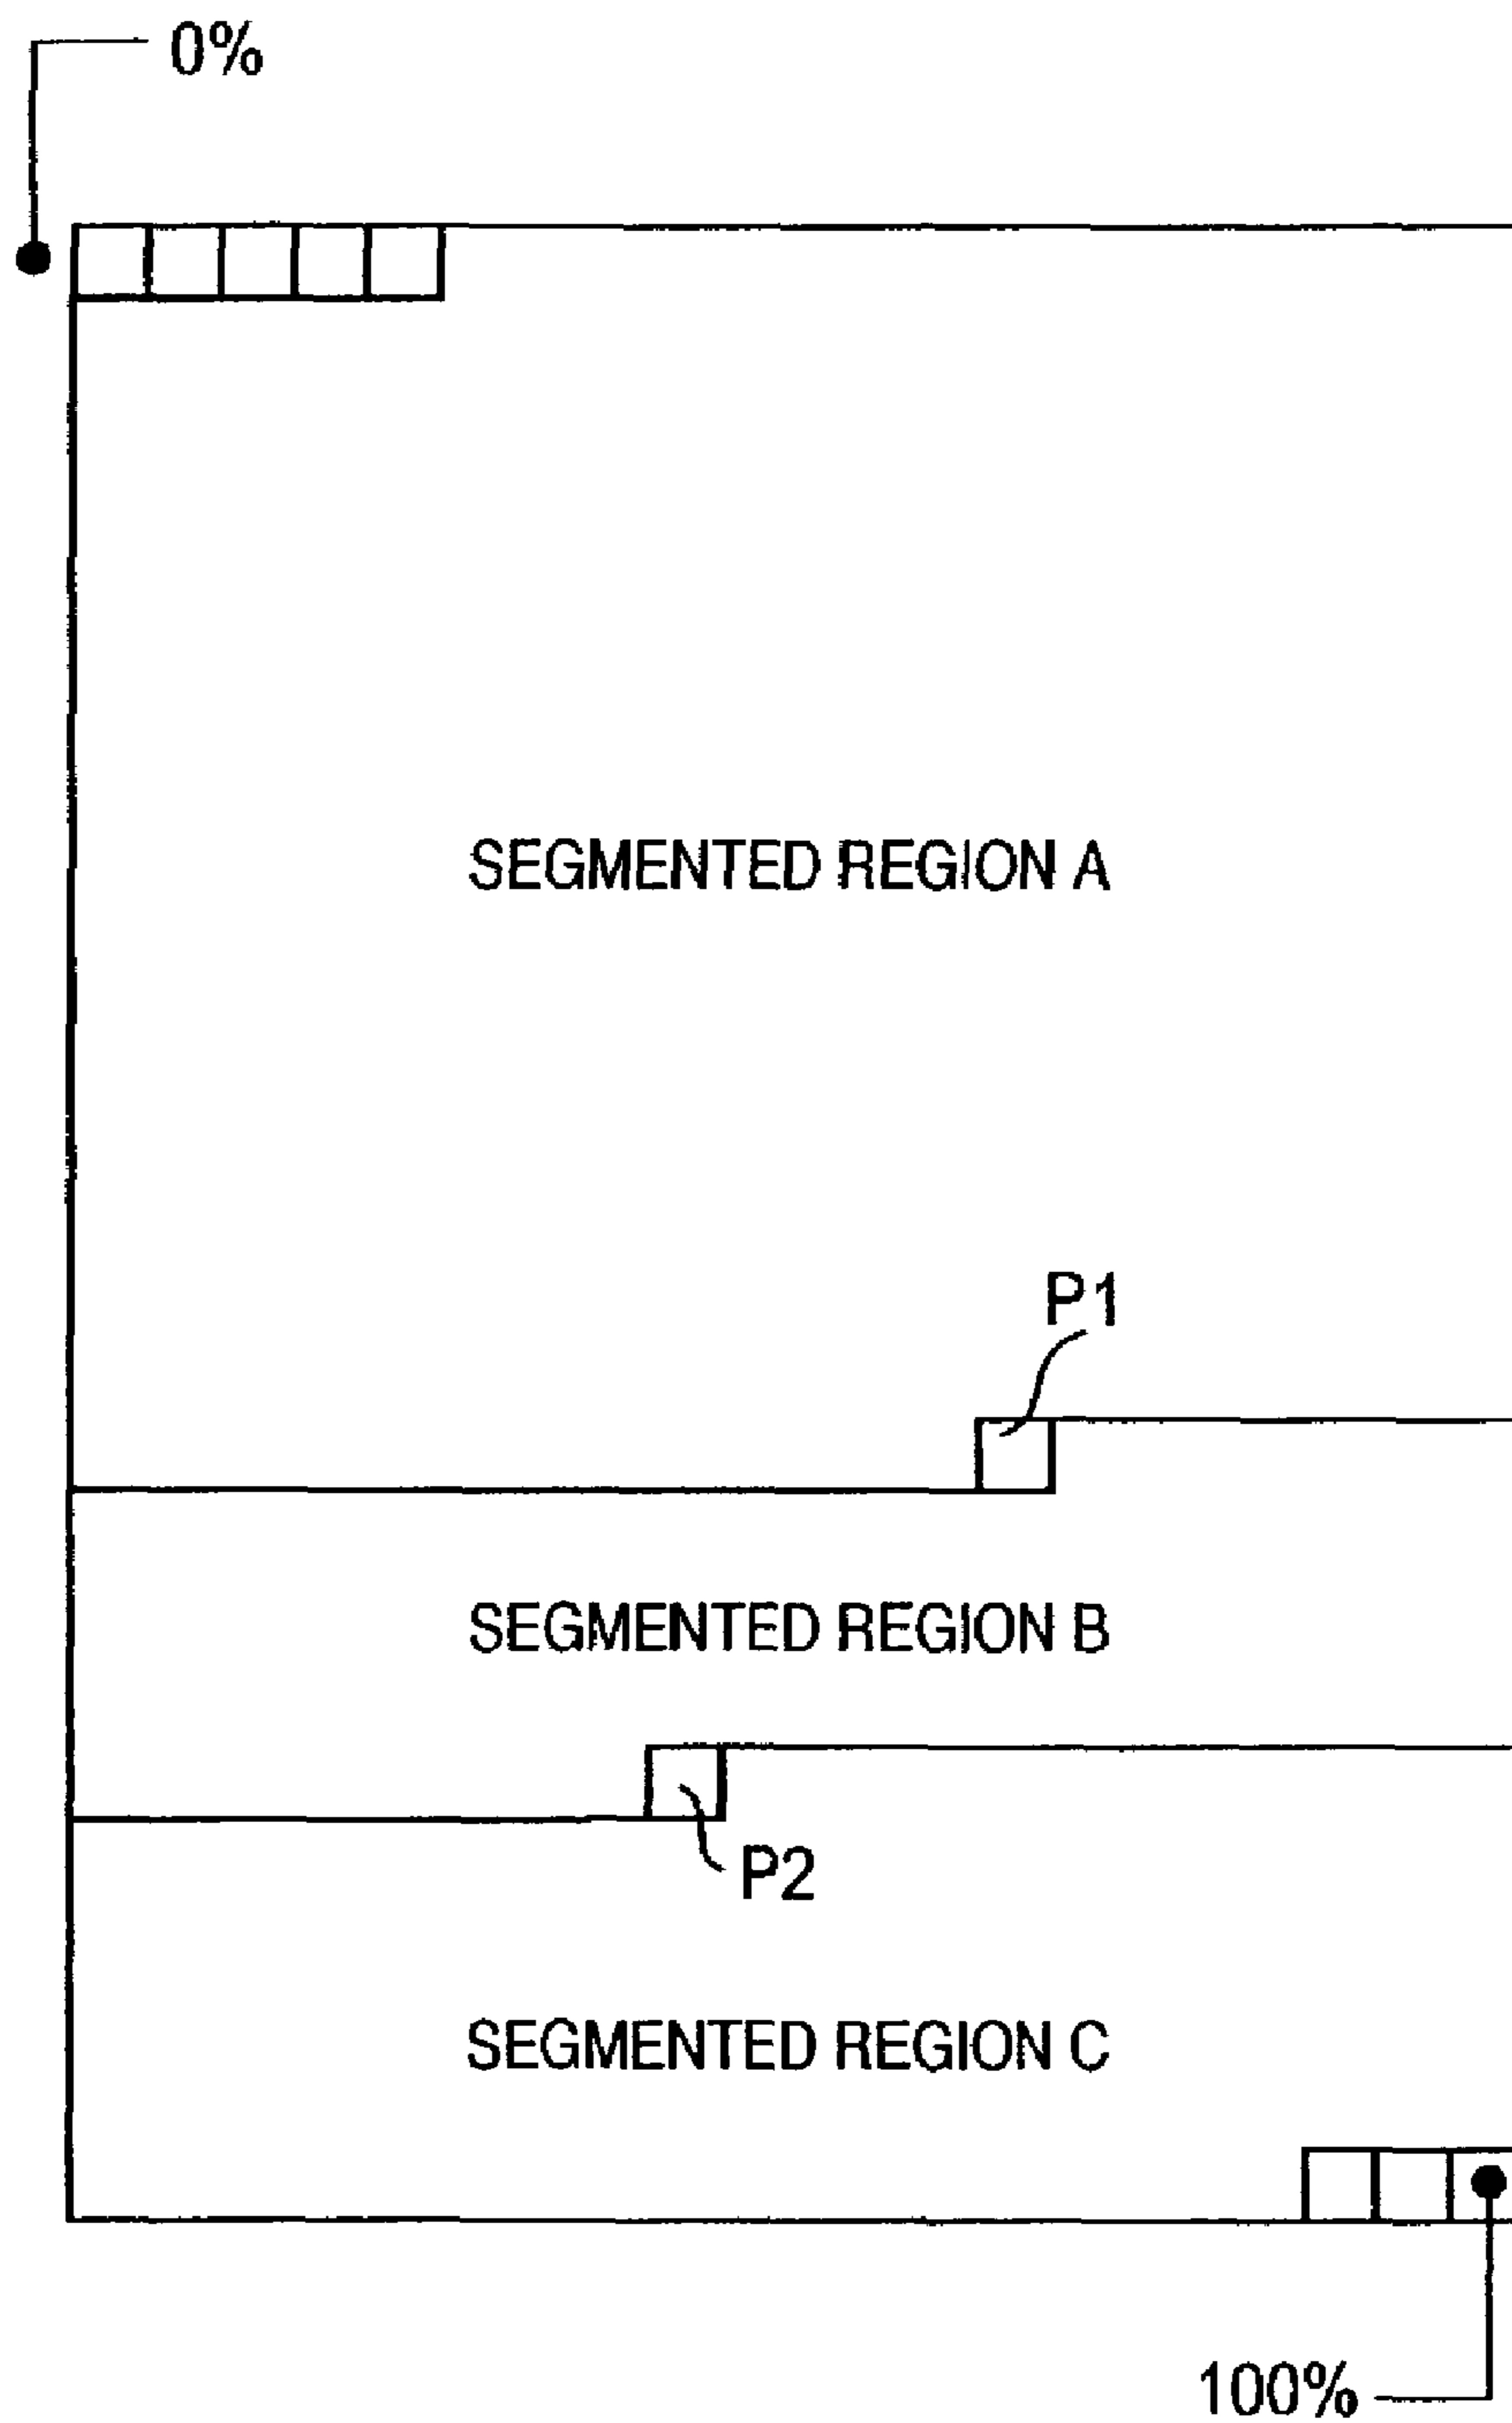 0%
SEGMENTED REGION A
P1
SEGMENTED REGION B
P2
SEGMENTED REGION C
100%